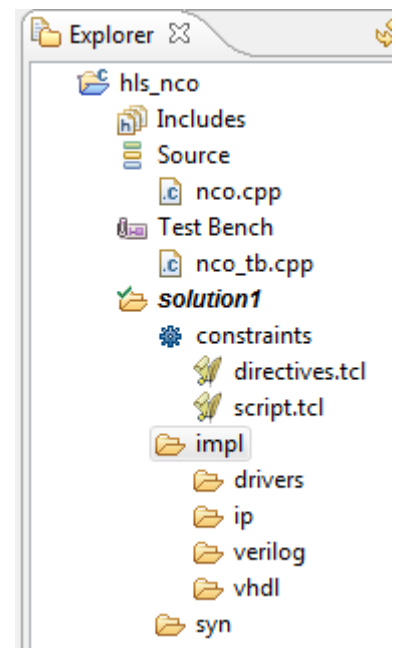 Explorer
hls_nco
Includes
Source
nco.cpp
Test Bench
nco_tb.cpp
solution1
constraints
directives.tcl
script.tcl
impl
drivers
ip
verilog
vhdl
syn